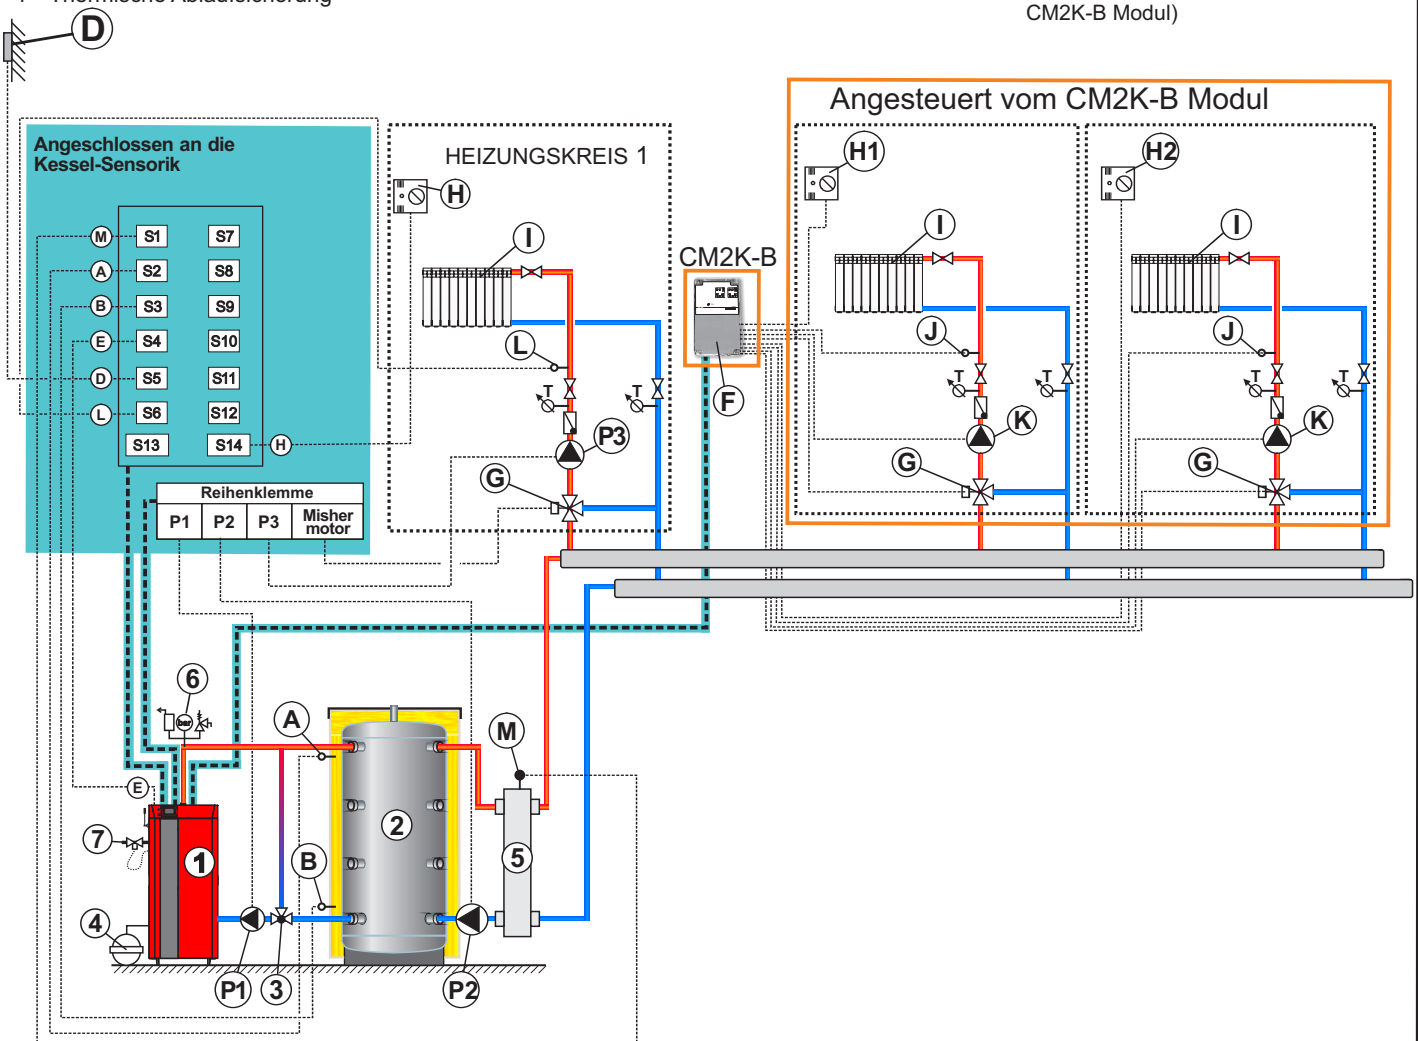 CM2K-B Modul)
D
Angesteuert vom CM2K-B Modul
Angeschlossen an die
Kessel-Sensorik
HEIZUNGSKREIS 1
H
H1
H2
I
I
I
CM2K-B
M S1 S7
A S2 S8
B S3 S9
E S4 S10
D S5 S11
L S6 S12
S13 S14 H
L
J
J
F
T
T
T
T
T
T
P3
K
K
G
G
G
Reihenklemme
P1 P2 P3 Misher
motor
6
bar
A
M
E
7
1
2
B
5
4
P1
3
P2